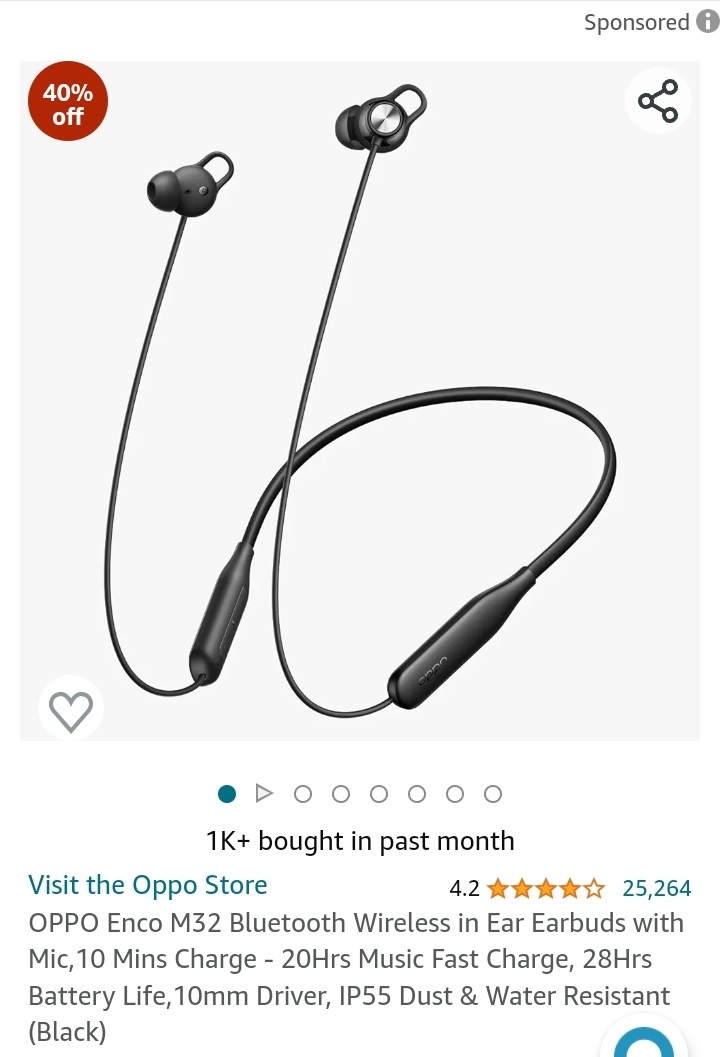 Sponsored
40%
off
oppo
1K+ bought in past month
Visit the Oppo Store
4.2
25,264
OPPO Enco M32 Bluetooth Wireless in Ear Earbuds with
Mic,10 Mins Charge - 20Hrs Music Fast Charge, 28Hrs
Battery Life,10mm Driver, IP55 Dust & Water Resistant
(Black)